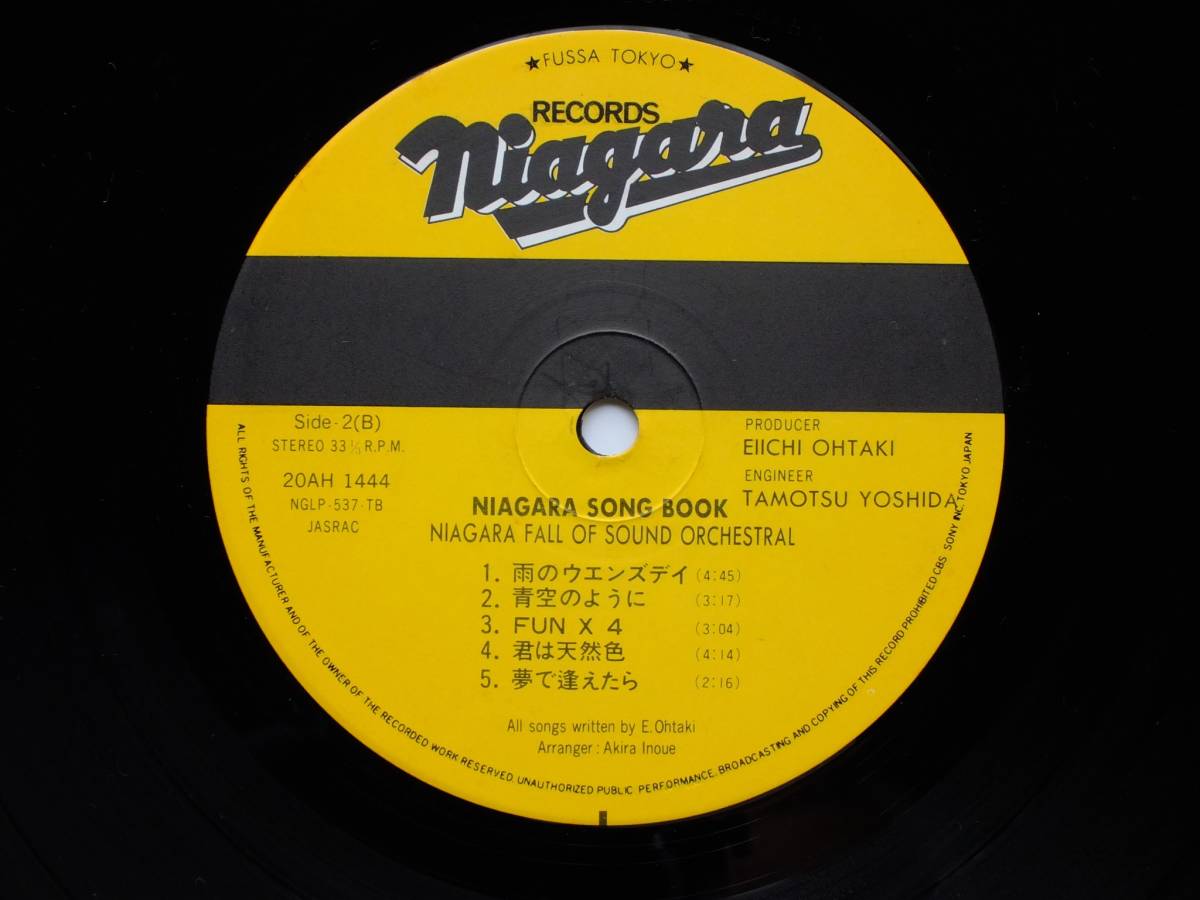 ★FUSSA TOKYO★
RECORDS
Niagara
Side-2(B)
STEREO 33 1/3 R.P.M.
20AH 1444
NGLP-537-TB
JASRAC
PRODUCER
EIICHI OHTAKI
ENGINEER
TAMOTSU YOSHIDA
NIAGARA SONG BOOK
NIAGARA FALL OF SOUND ORCHESTRAL
1. 雨のウエンズデイ (4:45)
2. 青空のように (3:17)
3. FUN X 4 (3:04)
4. 君は天然色 (4:14)
5. 夢で逢えたら (2:16)
All songs written by E. Ohtaki
Arranger : Akira Inoue
ALL RIGHTS OF THE MANUFACTURER AND OF THE OWNER OF THE RECORDED WORK RESERVED. UNAUTHORIZED PUBLIC PERFORMANCE, BROADCASTING AND COPYING OF THIS RECORD PROHIBITED CBS SONY INC. TOKYO JAPAN